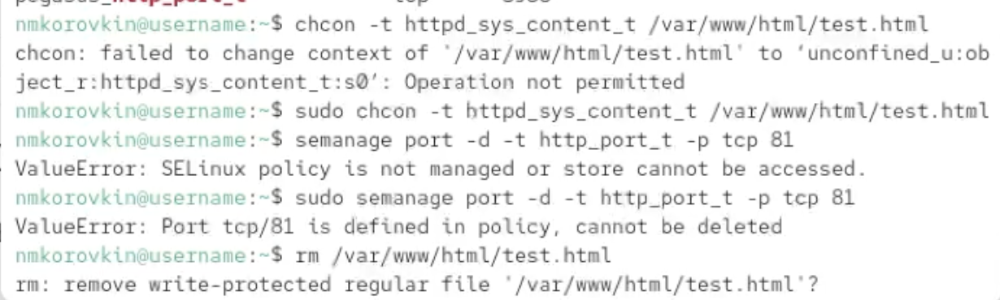 nmkorovkin@username:~$ chcon -t httpd_sys_content_t /var/www/html/test.html
chcon: failed to change context of '/var/www/html/test.html' to ‘unconfined_u:ob
ject_r:httpd_sys_content_t:s0’: Operation not permitted
nmkorovkin@username:~$ sudo chcon -t httpd_sys_content_t /var/www/html/test.html
nmkorovkin@username:~$ semanage port -d -t http_port_t -p tcp 81
ValueError: SELinux policy is not managed or store cannot be accessed.
nmkorovkin@username:~$ sudo semanage port -d -t http_port_t -p tcp 81
ValueError: Port tcp/81 is defined in policy, cannot be deleted
nmkorovkin@username:~$ rm /var/www/html/test.html
rm: remove write-protected regular file '/var/www/html/test.html'?